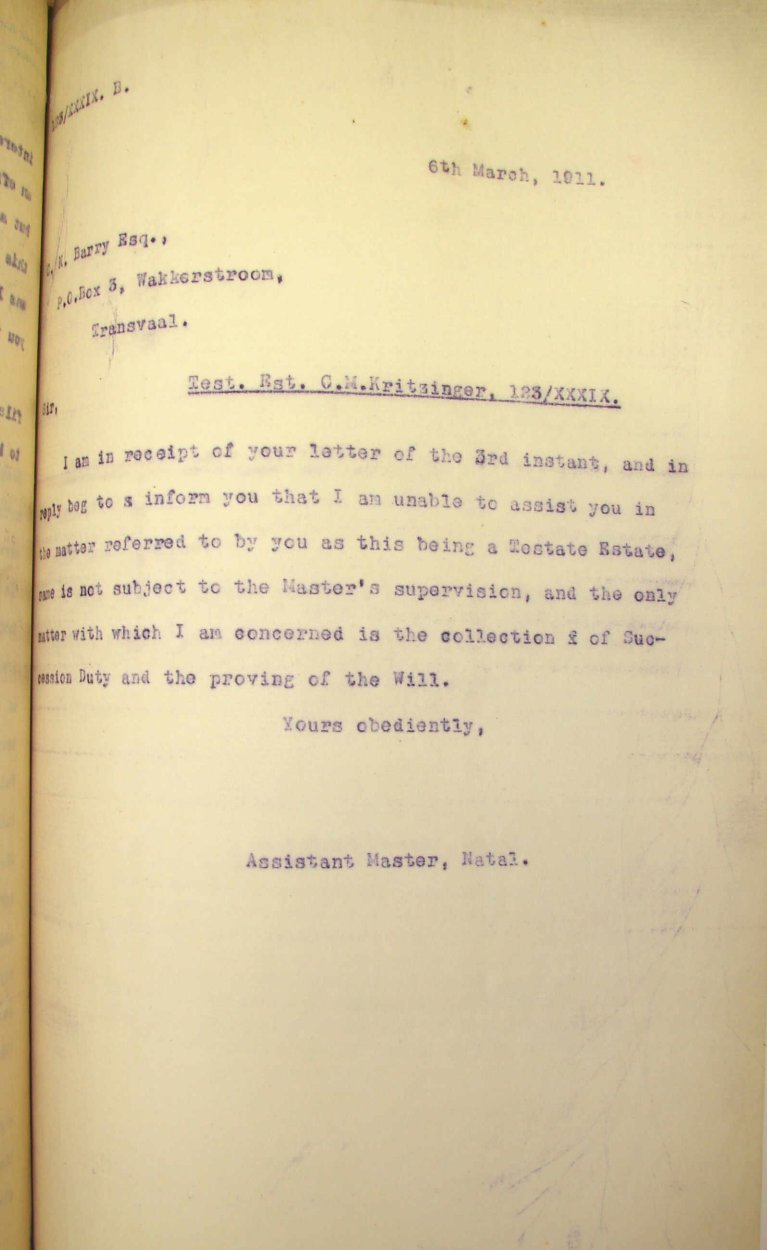 123/XXXIX. B.
6th March, 1911.
K. Barry Esq.,
P.O.Box 3, Wakkerstroom,
Transvaal.
Test. Est. C.M.Kritzinger, 123/XXXIX.
Sir,
I am in receipt of your letter of the 3rd instant, and in
reply beg to s inform you that I am unable to assist you in
the matter referred to by you as this being a Testate Estate,
same is not subject to the Master's supervision, and the only
matter with which I am concerned is the collection f of Suc-
cession Duty and the proving of the Will.
Yours obediently,
Assistant Master, Natal.